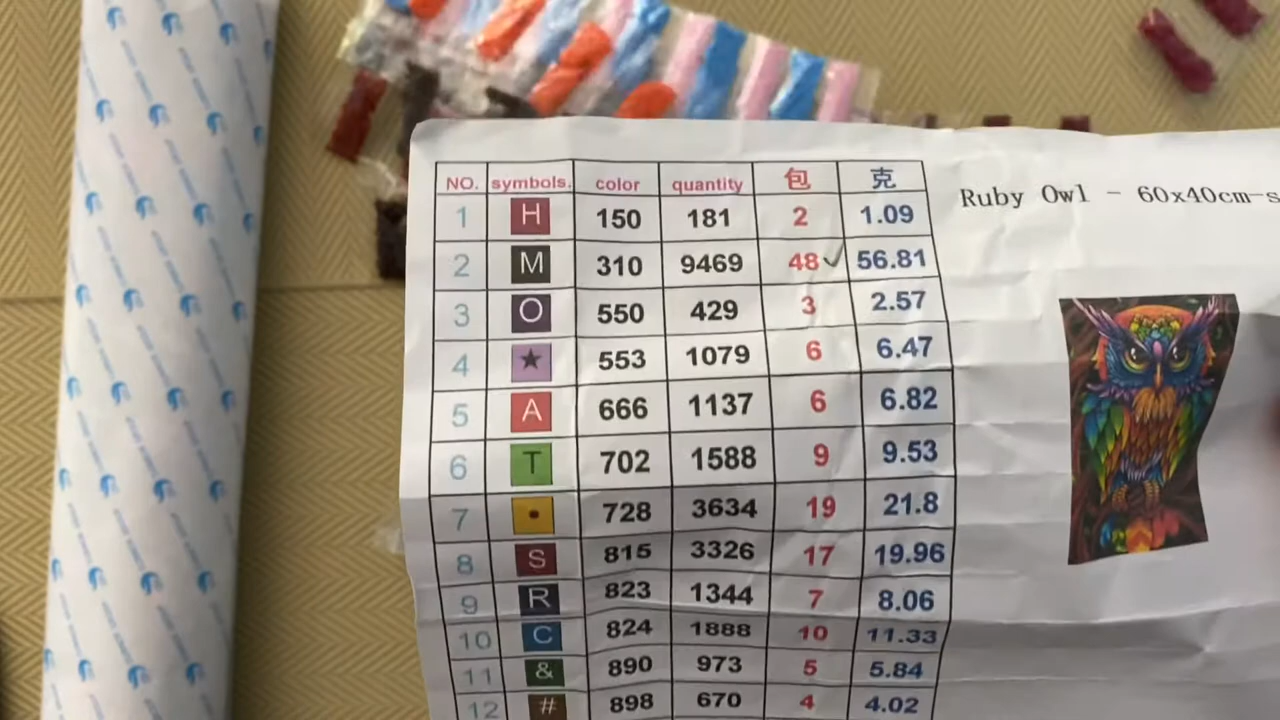 NO. symbols. color quantity 包 克
1 H 150 181 2 1.09
2 M 310 9469 48 56.81
3 O 550 429 3 2.57
4 ★ 553 1079 6 6.47
5 A 666 1137 6 6.82
6 T 702 1588 9 9.53
7 • 728 3634 19 21.8
8 S 815 3326 17 19.96
9 R 823 1344 7 8.06
10 C 824 1888 10 11.33
11 & 890 973 5 5.84
12 # 898 670 4 4.02
Ruby Owl - 60x40cm-s